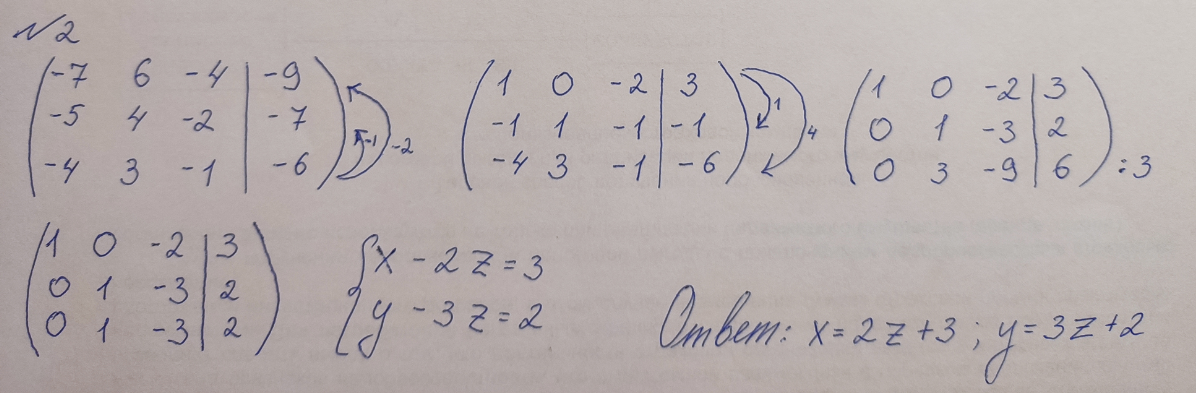 №2
(-7 6 -4 | -9) (1 0 -2 | 3) (1 0 -2 | 3)
(-5 4 -2 | -7) -1 -2 (-1 1 -1 | -1) 1 4 (0 1 -3 | 2)
(-4 3 -1 | -6) (-4 3 -1 | -6) (0 3 -9 | 6) :3
(1 0 -2 | 3) { x - 2z = 3
(0 1 -3 | 2) { y - 3z = 2
(0 1 -3 | 2) Ответ: x = 2z + 3 ; y = 3z + 2